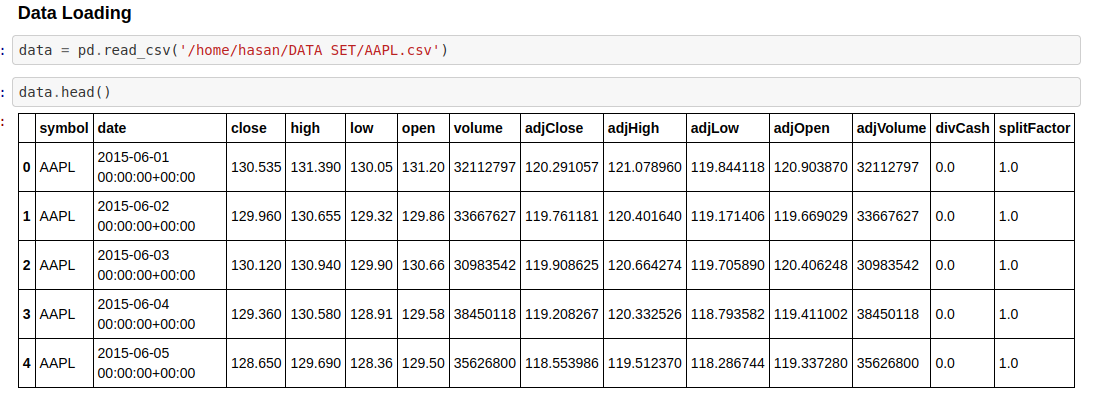 Data Loading
: data = pd.read_csv('/home/hasan/DATA SET/AAPL.csv')
: data.head()
:
symbol date close high low open volume adjClose adjHigh adjLow adjOpen adjVolume divCash splitFactor
0 AAPL 2015-06-01 00:00:00+00:00 130.535 131.390 130.05 131.20 32112797 120.291057 121.078960 119.844118 120.903870 32112797 0.0 1.0
1 AAPL 2015-06-02 00:00:00+00:00 129.960 130.655 129.32 129.86 33667627 119.761181 120.401640 119.171406 119.669029 33667627 0.0 1.0
2 AAPL 2015-06-03 00:00:00+00:00 130.120 130.940 129.90 130.66 30983542 119.908625 120.664274 119.705890 120.406248 30983542 0.0 1.0
3 AAPL 2015-06-04 00:00:00+00:00 129.360 130.580 128.91 129.58 38450118 119.208267 120.332526 118.793582 119.411002 38450118 0.0 1.0
4 AAPL 2015-06-05 00:00:00+00:00 128.650 129.690 128.36 129.50 35626800 118.553986 119.512370 118.286744 119.337280 35626800 0.0 1.0